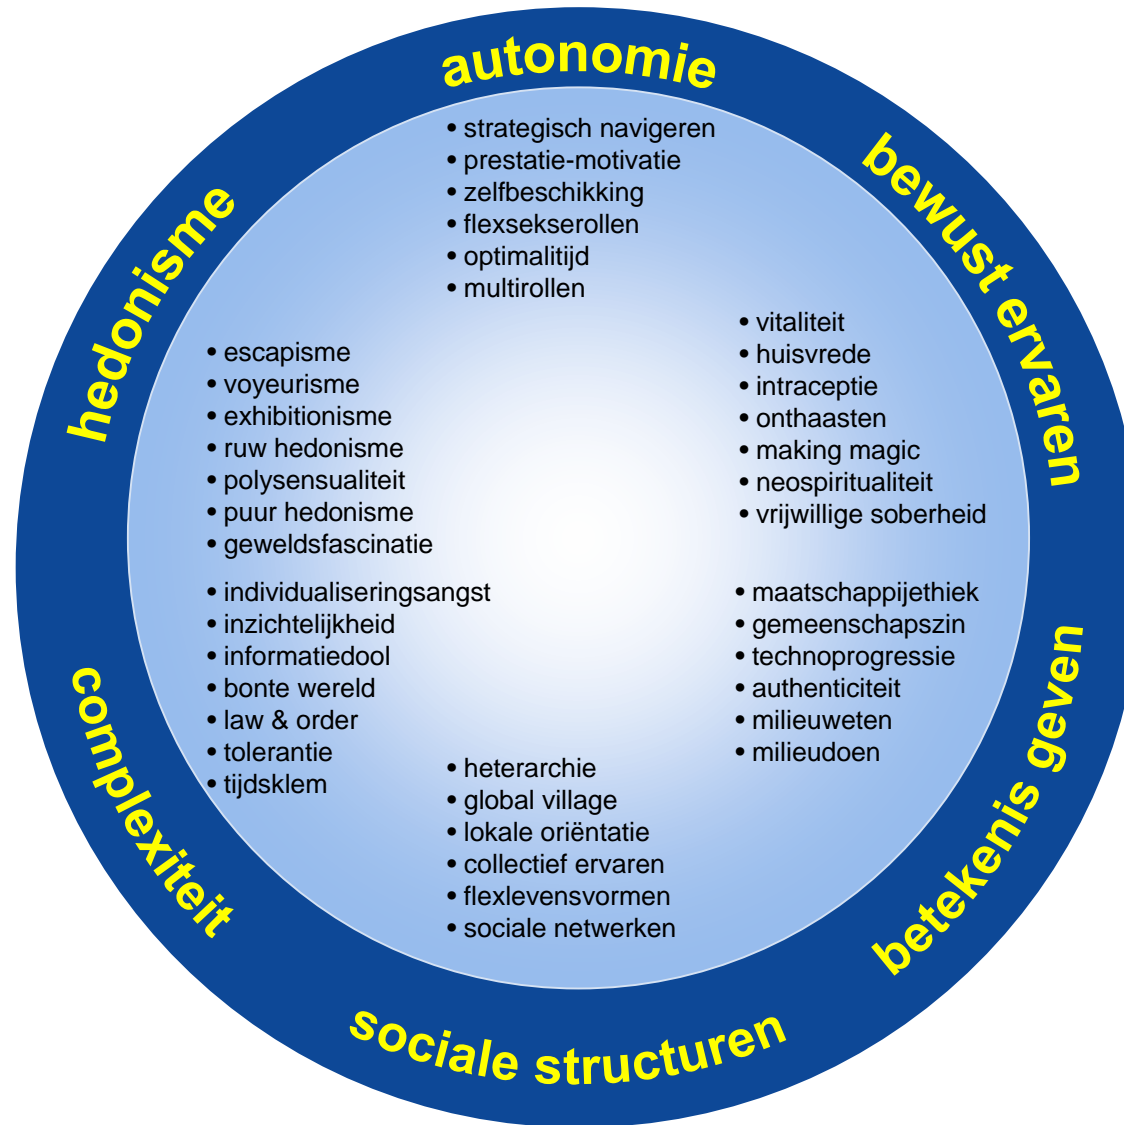 autonomie
• strategisch navigeren
• prestatie-motivatie
• zelfbeschikking
• flexsekserollen
• optimalitijd
• multirollen
bewust ervaren
• vitaliteit
• huisvrede
• intraceptie
• onthaasten
• making magic
• neospiritualiteit
• vrijwillige soberheid
betekenis geven
• maatschappijethiek
• gemeenschapszin
• technoprogressie
• authenticiteit
• milieuweten
• milieudoen
sociale structuren
• heterarchie
• global village
• lokale oriëntatie
• collectief ervaren
• flexlevensvormen
• sociale netwerken
complexiteit
• individualiseringsangst
• inzichtelijkheid
• informatiedool
• bonte wereld
• law & order
• tolerantie
• tijdsklem
hedonisme
• escapisme
• voyeurisme
• exhibitionisme
• ruw hedonisme
• polysensualiteit
• puur hedonisme
• geweldsfascinatie